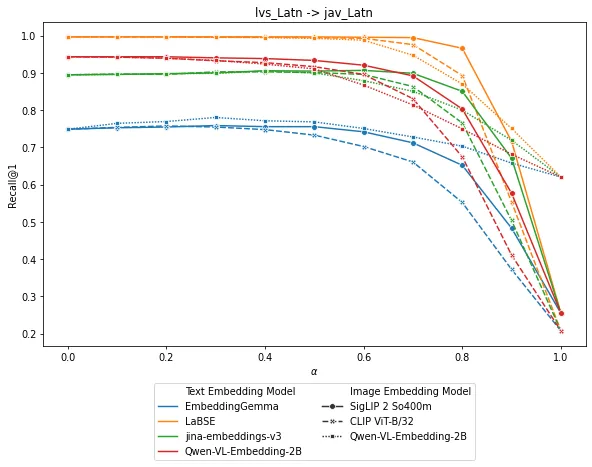 lvs_Latn -> jav_Latn
Recall@1
1.0
0.9
0.8
0.7
0.6
0.5
0.4
0.3
0.2
0.0 0.2 0.4 0.6 0.8 1.0
α
Text Embedding Model Image Embedding Model
EmbeddingGemma SigLIP 2 So400m
LaBSE CLIP ViT-B/32
jina-embeddings-v3 Qwen-VL-Embedding-2B
Qwen-VL-Embedding-2B